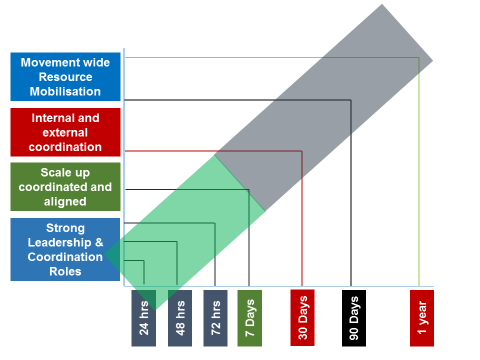 Movement wide
Resource
Mobilisation
Internal and
external
coordination
Scale up
coordinated and
aligned
Strong
Leadership &
Coordination
Roles
24 hrs
48 hrs
72 hrs
7 Days
30 Days
90 Days
1 year